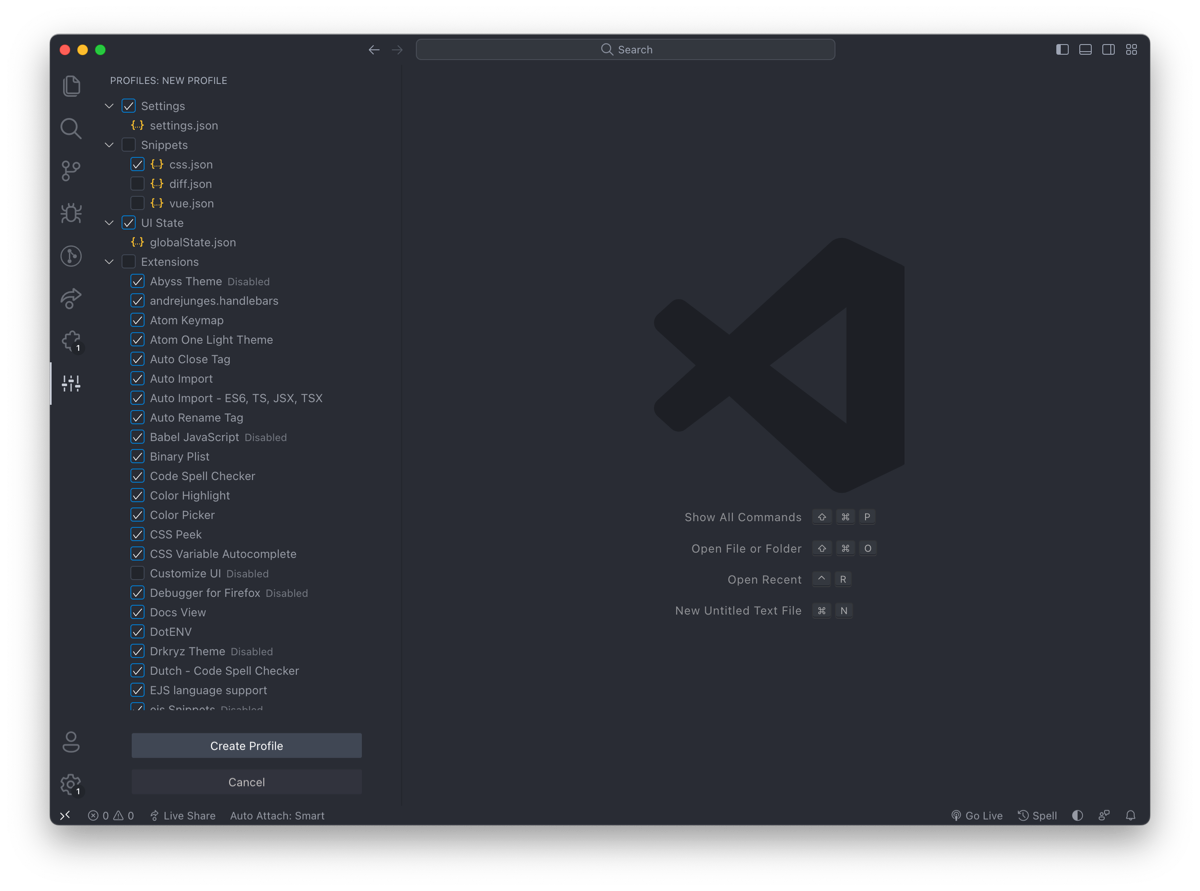 Search
PROFILES: NEW PROFILE
Settings
{..} settings.json
Snippets
{..} css.json
{..} diff.json
{..} vue.json
UI State
{..} globalState.json
Extensions
Abyss Theme Disabled
andrejunges.handlebars
Atom Keymap
Atom One Light Theme
Auto Close Tag
Auto Import
Auto Import - ES6, TS, JSX, TSX
Auto Rename Tag
Babel JavaScript Disabled
Binary Plist
Code Spell Checker
Color Highlight
Color Picker
CSS Peek
CSS Variable Autocomplete
Customize UI Disabled
Debugger for Firefox Disabled
Docs View
DotENV
Drkryz Theme Disabled
Dutch - Code Spell Checker
EJS language support
ejs Snippets Disabled
1
Create Profile
Cancel
1
Show All Commands ⇧ ⌘ P
Open File or Folder ⇧ ⌘ O
Open Recent ^ R
New Untitled Text File ⌘ N
0 0 Live Share Auto Attach: Smart Go Live Spell